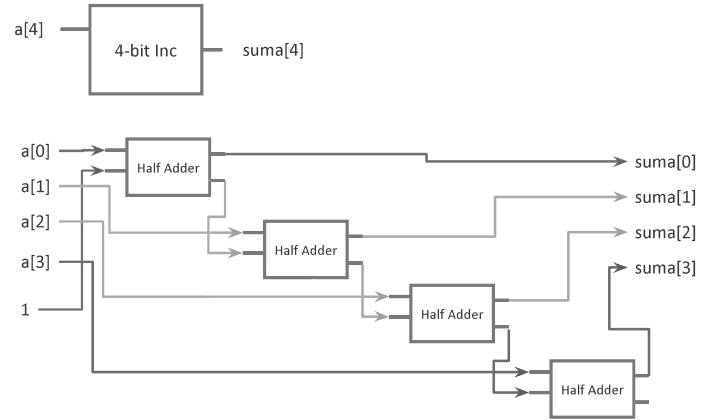 a[4]
4-bit Inc
suma[4]
a[0]
Half Adder
suma[0]
a[1]
suma[1]
a[2]
Half Adder
suma[2]
a[3]
suma[3]
1
Half Adder
Half Adder